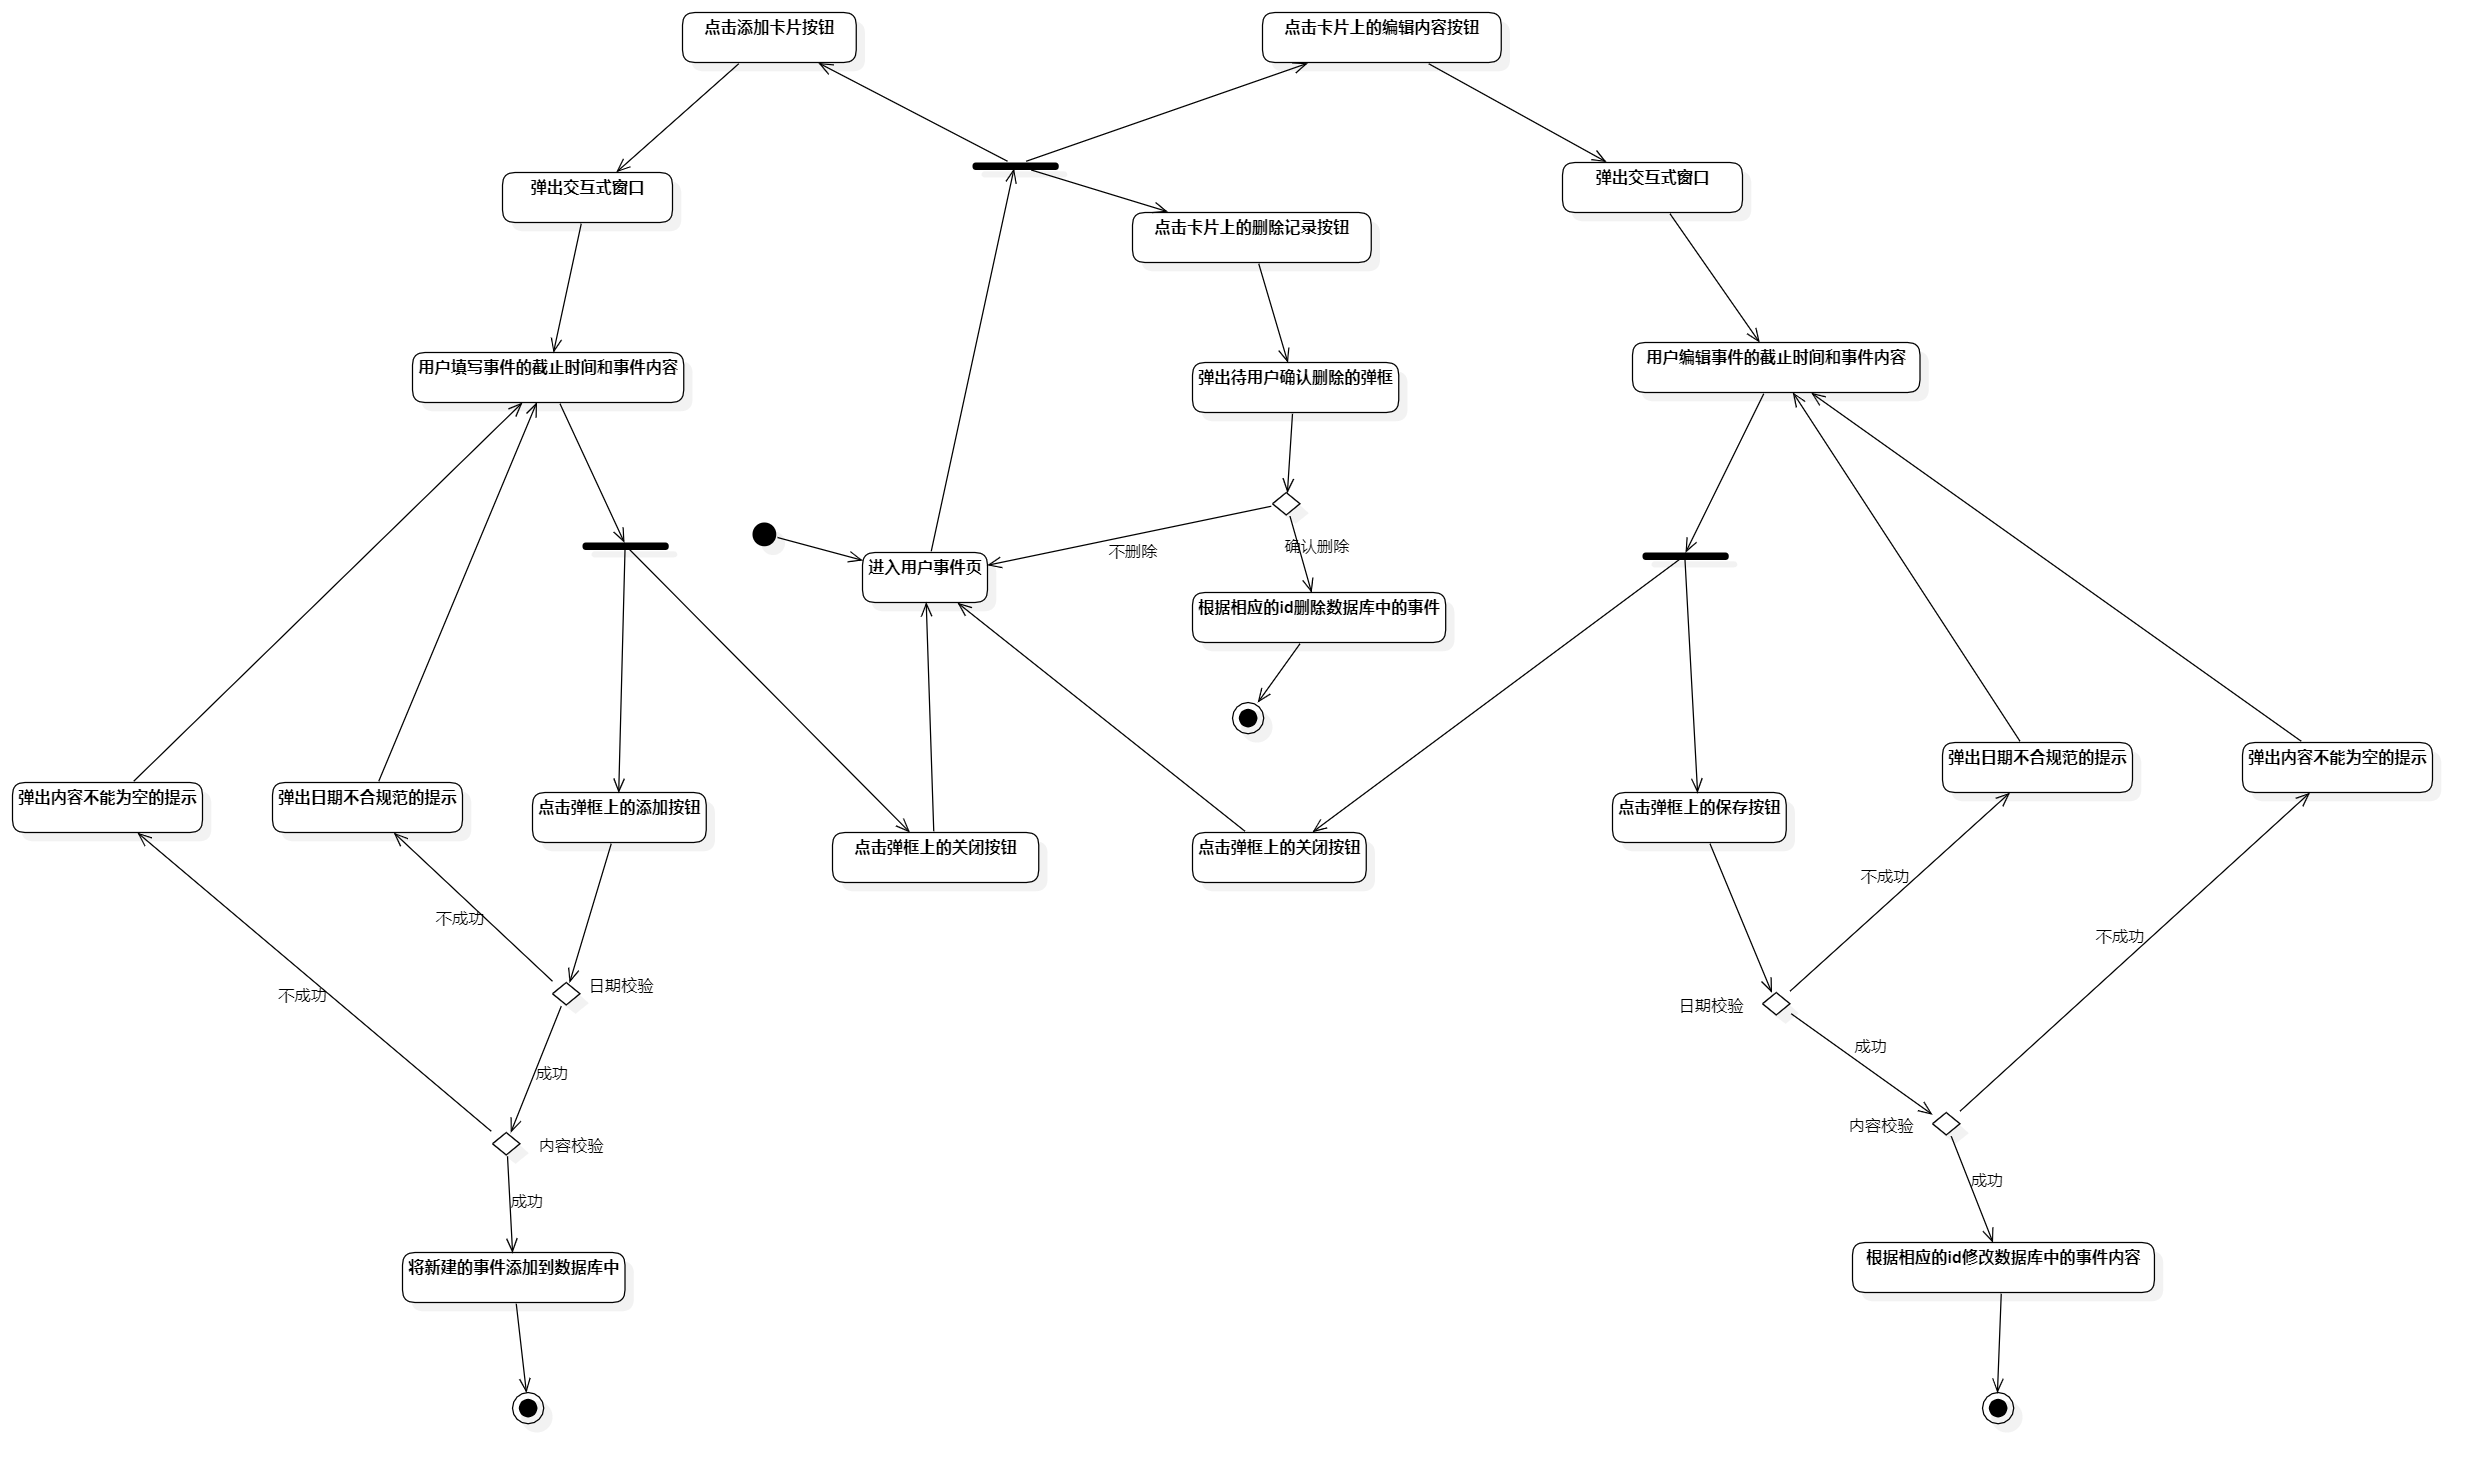 点击添加卡片按钮
点击卡片上的编辑内容按钮
弹出交互式窗口
弹出交互式窗口
点击卡片上的删除记录按钮
用户填写事件的截止时间和事件内容
弹出待用户确认删除的弹框
用户编辑事件的截止时间和事件内容
不删除
确认删除
进入用户事件页
根据相应的id删除数据库中的事件
弹出内容不能为空的提示
弹出日期不合规范的提示
点击弹框上的添加按钮
点击弹框上的关闭按钮
点击弹框上的关闭按钮
点击弹框上的保存按钮
弹出日期不合规范的提示
弹出内容不能为空的提示
不成功
不成功
不成功
不成功
日期校验
日期校验
成功
成功
内容校验
内容校验
成功
成功
将新建的事件添加到数据库中
根据相应的id修改数据库中的事件内容